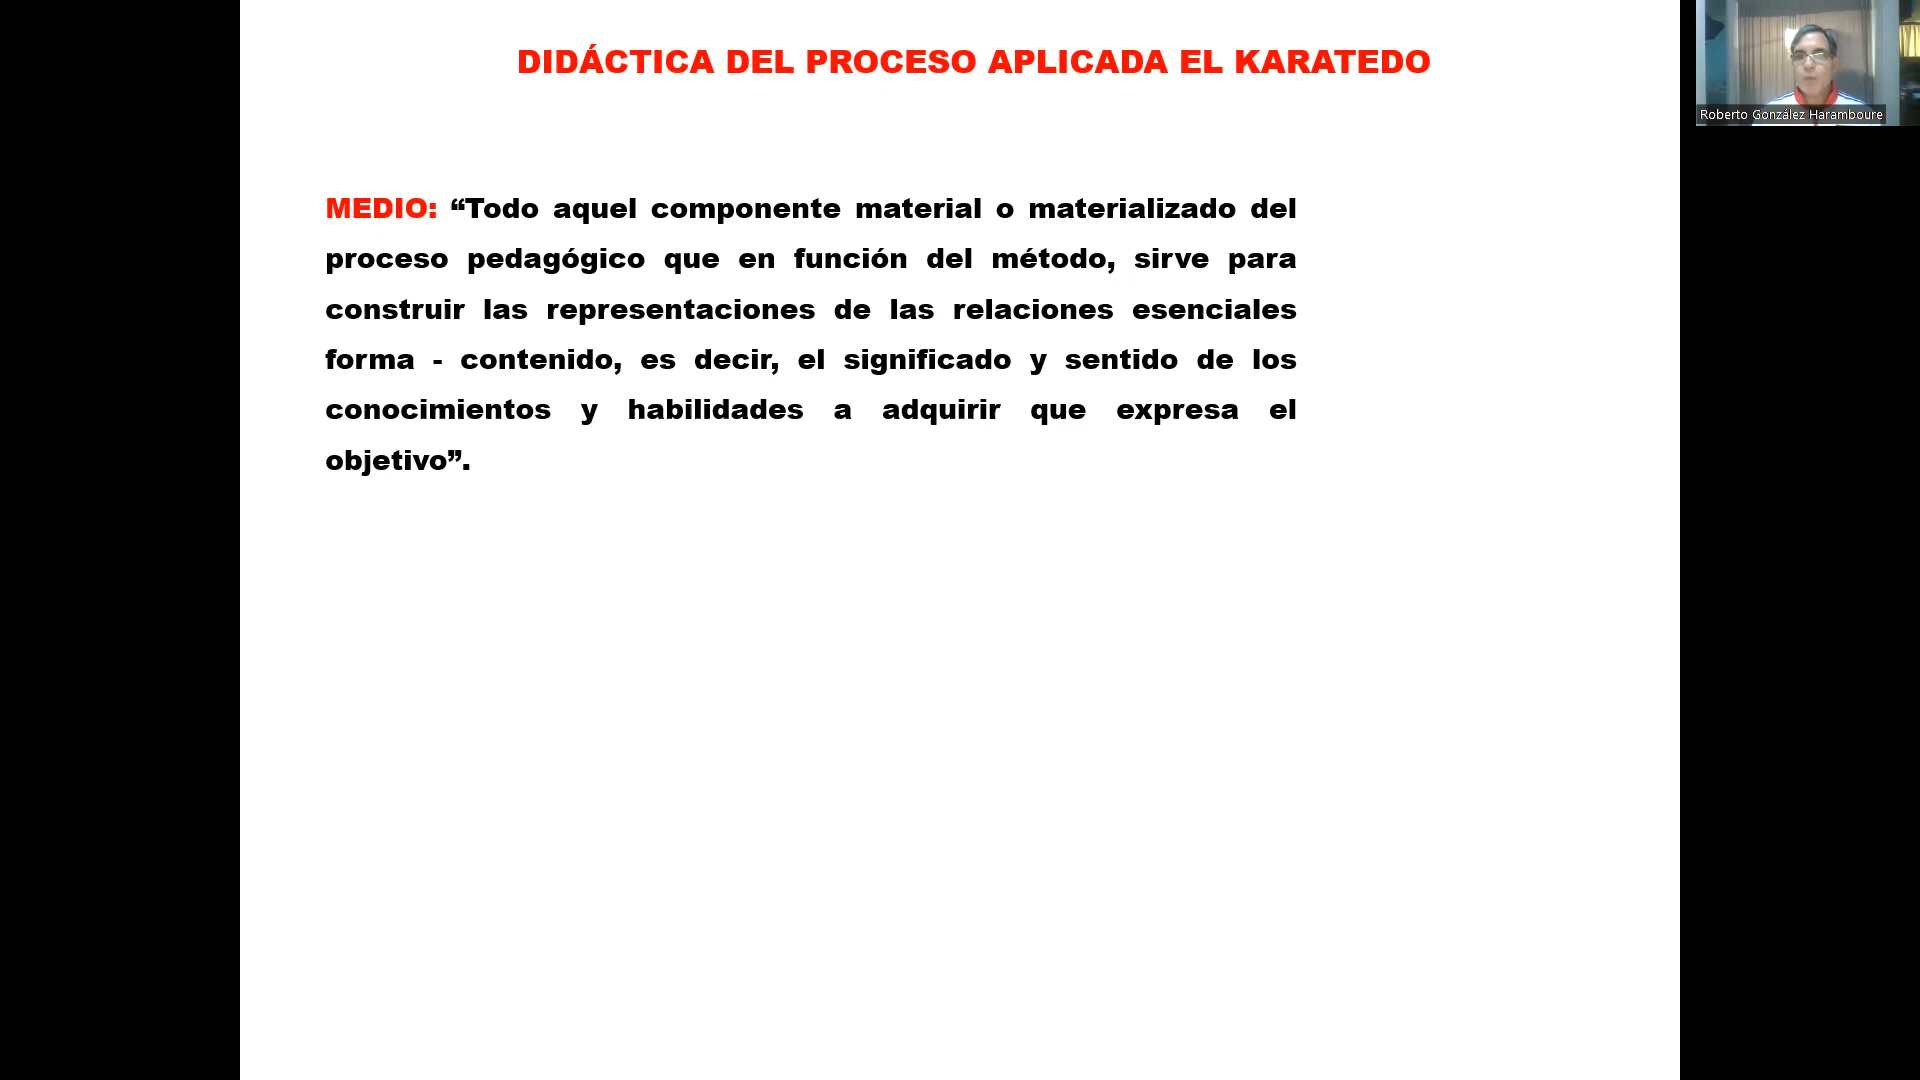 DIDÁCTICA DEL PROCESO APLICADA EL KARATEDO
Roberto González Haramboure
MEDIO: “Todo aquel componente material o materializado del
proceso pedagógico que en función del método, sirve para
construir las representaciones de las relaciones esenciales
forma - contenido, es decir, el significado y sentido de los
conocimientos y habilidades a adquirir que expresa el
objetivo”.